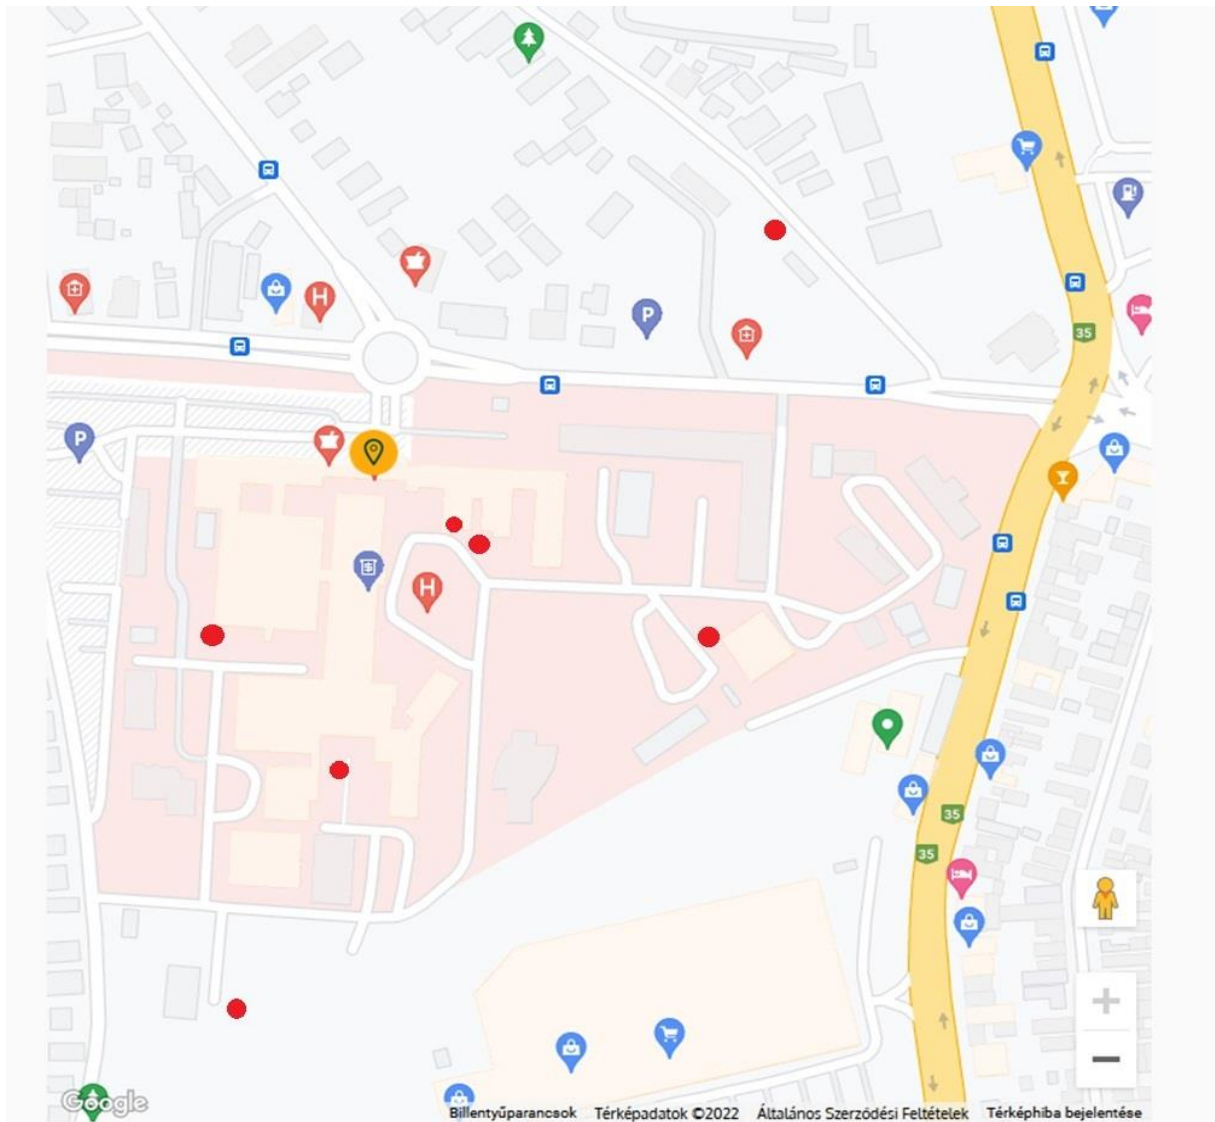 H
P
35
P
H
35
35
Google
Billentyűparancsok Térképadatok ©2022 Általános Szerződési Feltételek Térképhiba bejelentése